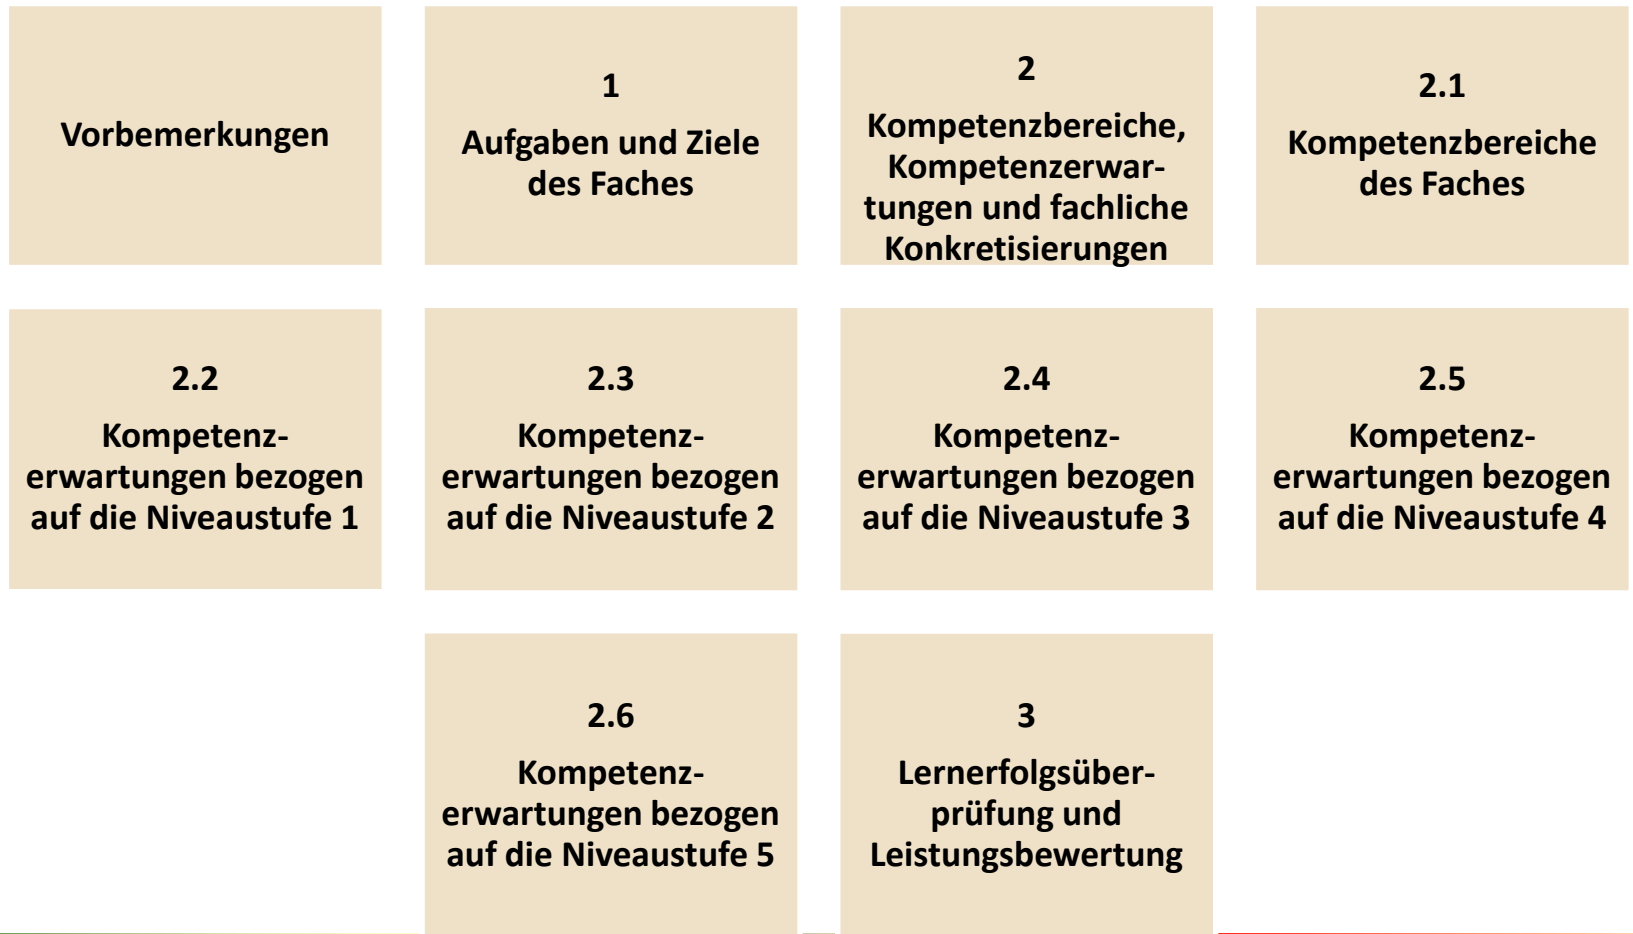 Vorbemerkungen
1
Aufgaben und Ziele
des Faches
2
Kompetenzbereiche,
Kompetenzerwar-
tungen und fachliche
Konkretisierungen
2.1
Kompetenzbereiche
des Faches
2.2
Kompetenz-
erwartungen bezogen
auf die Niveaustufe 1
2.3
Kompetenz-
erwartungen bezogen
auf die Niveaustufe 2
2.4
Kompetenz-
erwartungen bezogen
auf die Niveaustufe 3
2.5
Kompetenz-
erwartungen bezogen
auf die Niveaustufe 4
2.6
Kompetenz-
erwartungen bezogen
auf die Niveaustufe 5
3
Lernerfolgsüber-
prüfung und
Leistungsbewertung